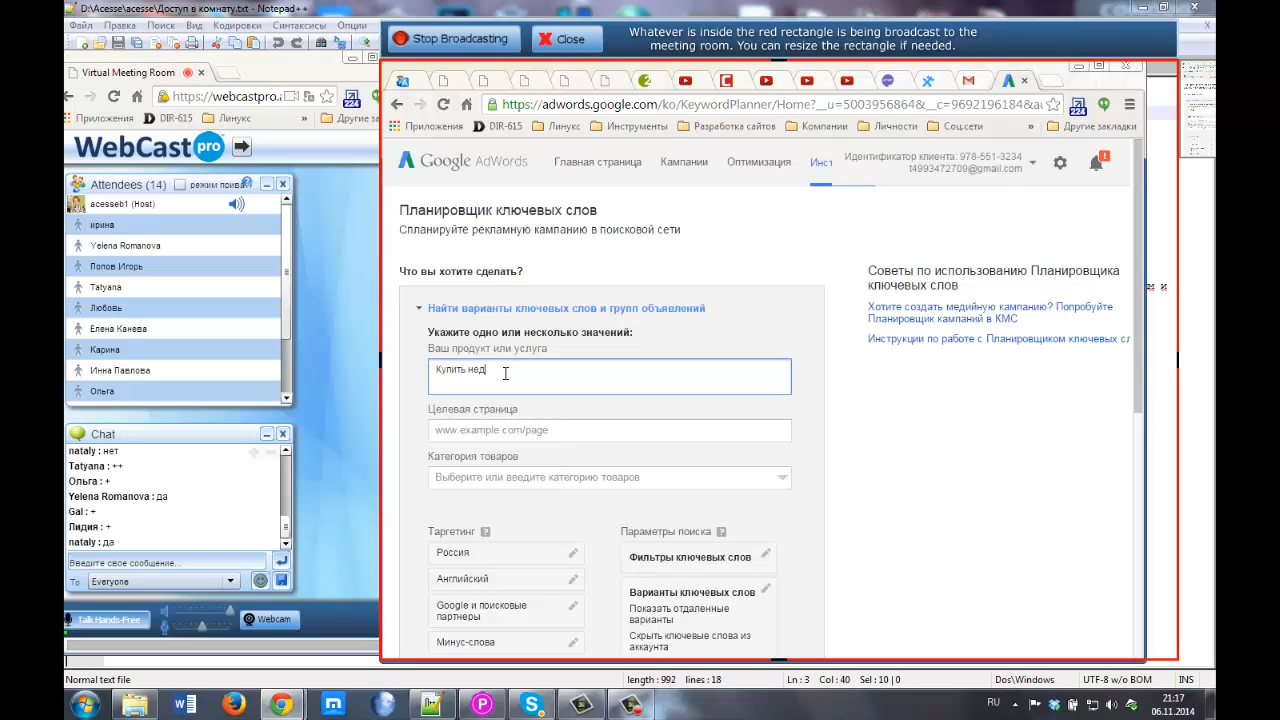 D:\Acesse\acesse\Доступ в комнату.txt - Notepad++
Файл Правка Поиск Вид Кодировки Синтаксисы Опции
Stop Broadcasting
Close
Whatever is inside the red rectangle is being broadcast to the
meeting room. You can resize the rectangle if needed.
Virtual Meeting Room
https://webcastpro.
224
Приложения DIR-615 Линукс » Другие за
WebCast pro
Attendees (14) режим прива
acesseb1 (Host)
ирина
Yelena Romanova
Попов Игорь
Tatyana
Любовь
Елена Канева
Карина
Инна Павлова
Ольга
Chat
nataly: нет
Tatyana : ++
Ольга : +
Yelena Romanova : да
Gal : +
Лидия : +
nataly: да
Введите свое сообщение...
To Everyone
Talk Hands-Free
Webcam
https://adwords.google.com/ko/KeywordPlanner/Home?__u=5003956864&__c=9692196184&au
224
Приложения DIR-615 Линукс Инструменты Разработка сайтов Компании Личности Соц.сети » Другие закладки
Google AdWords
Главная страница Кампании Оптимизация Инст
Идентификатор клиента: 978-551-3234
t4993472709@gmail.com
Планировщик ключевых слов
Спланируйте рекламную кампанию в поисковой сети
Что вы хотите сделать?
Найти варианты ключевых слов и групп объявлений
Укажите одно или несколько значений:
Ваш продукт или услуга
Купить нед
Целевая страница
www.example.com/page
Категория товаров
Выберите или введите категорию товаров
Таргетинг ?
Россия
Английский
Google и поисковые
партнеры
Минус-слова
Параметры поиска ?
Фильтры ключевых слов
Варианты ключевых слов
Показать отдаленные
варианты
Скрыть ключевые слова из
аккаунта
Советы по использованию Планировщика
ключевых слов
Хотите создать медийную кампанию? Попробуйте
Планировщик кампаний в КМС
Инструкции по работе с Планировщиком ключевых сл
Normal text file length : 992 lines : 18 Ln : 3 Col : 40 Sel : 10 | 0 Dos\Windows UTF-8 w/o BOM INS
RU
21:17
06.11.2014